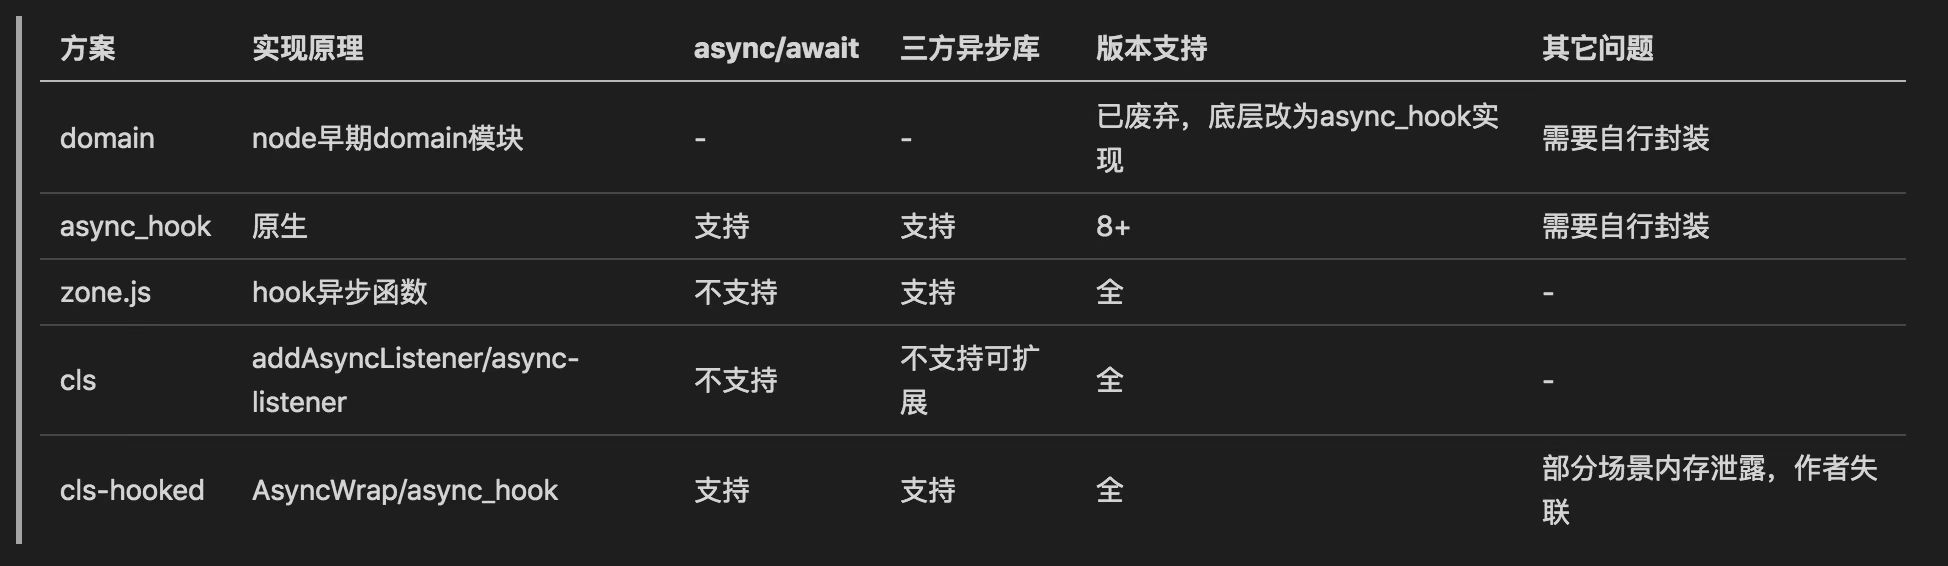 方案 实现原理 async/await 三方异步库 版本支持 其它问题
domain node早期domain模块 - - 已废弃，底层改为async_hook实
现 需要自行封装
async_hook 原生 支持 支持 8+ 需要自行封装
zone.js hook异步函数 不支持 支持 全 -
cls addAsyncListener/async-
listener 不支持 不支持可扩
展 全 -
cls-hooked AsyncWrap/async_hook 支持 支持 全 部分场景内存泄露，作者失
联